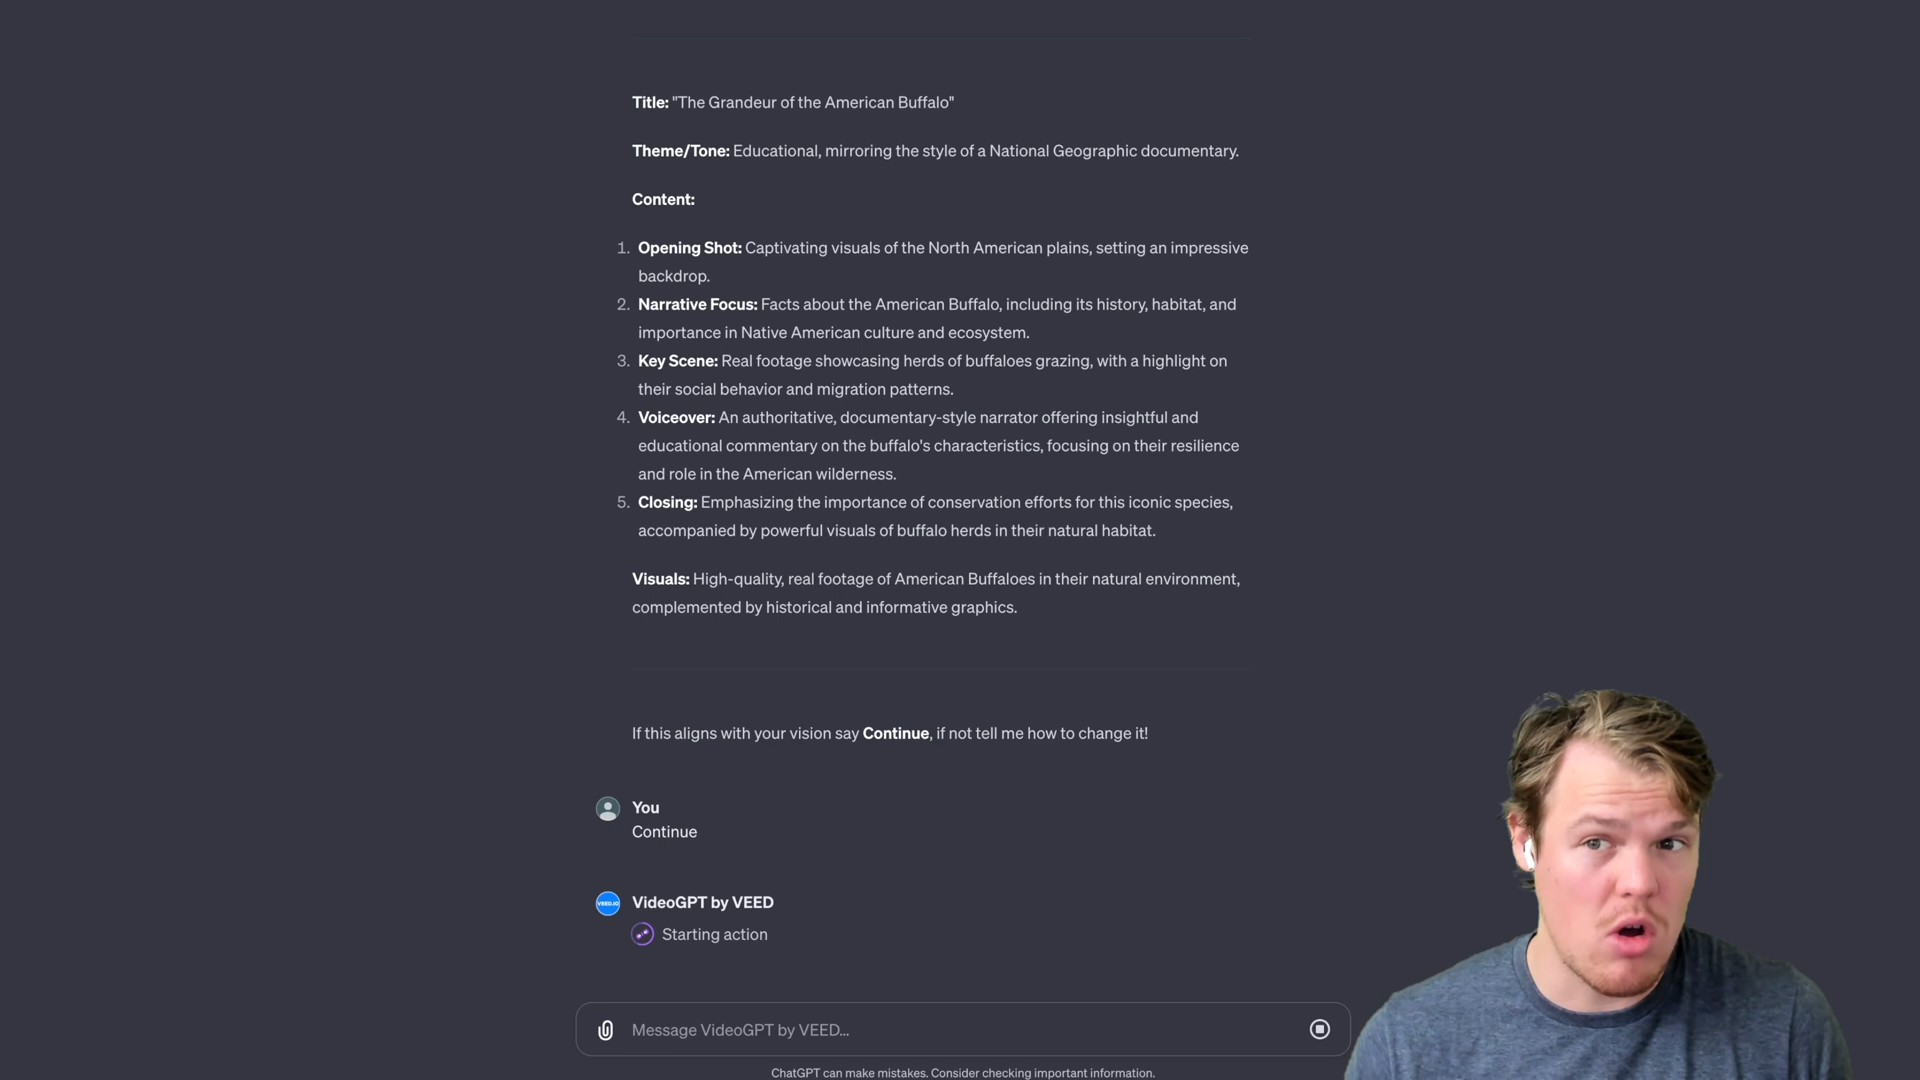 Title: "The Grandeur of the American Buffalo"
Theme/Tone: Educational, mirroring the style of a National Geographic documentary.
Content:
1. Opening Shot: Captivating visuals of the North American plains, setting an impressive
backdrop.
2. Narrative Focus: Facts about the American Buffalo, including its history, habitat, and
importance in Native American culture and ecosystem.
3. Key Scene: Real footage showcasing herds of buffaloes grazing, with a highlight on
their social behavior and migration patterns.
4. Voiceover: An authoritative, documentary-style narrator offering insightful and
educational commentary on the buffalo's characteristics, focusing on their resilience
and role in the American wilderness.
5. Closing: Emphasizing the importance of conservation efforts for this iconic species,
accompanied by powerful visuals of buffalo herds in their natural habitat.
Visuals: High-quality, real footage of American Buffaloes in their natural environment,
complemented by historical and informative graphics.
If this aligns with your vision say Continue, if not tell me how to change it!
You
Continue
VEED.IO
VideoGPT by VEED
Starting action
Message VideoGPT by VEED...
ChatGPT can make mistakes. Consider checking important information.